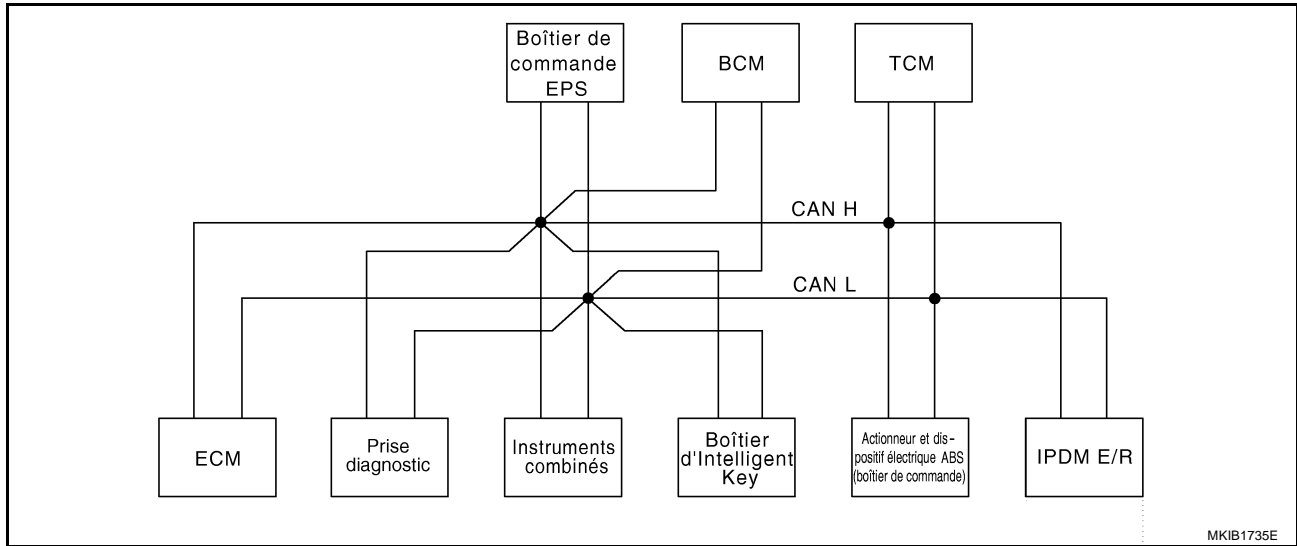 Boîtier de
commande
EPS
BCM
TCM
CAN H
CAN L
ECM
Prise
diagnostic
Instruments
combinés
Boîtier
d'Intelligent
Key
Actionneur et dis-
positif électrique ABS
(boîtier de commande)
IPDM E/R
MKIB1735E